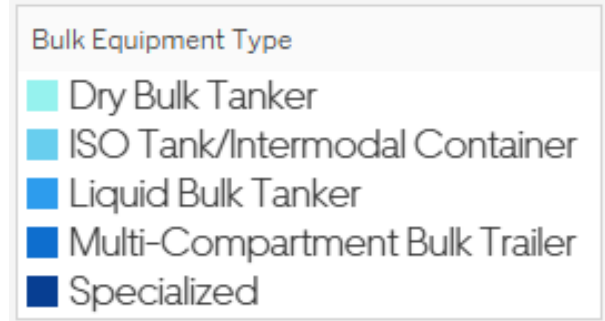 Bulk Equipment Type
Dry Bulk Tanker
ISO Tank/Intermodal Container
Liquid Bulk Tanker
Multi-Compartment Bulk Trailer
Specialized